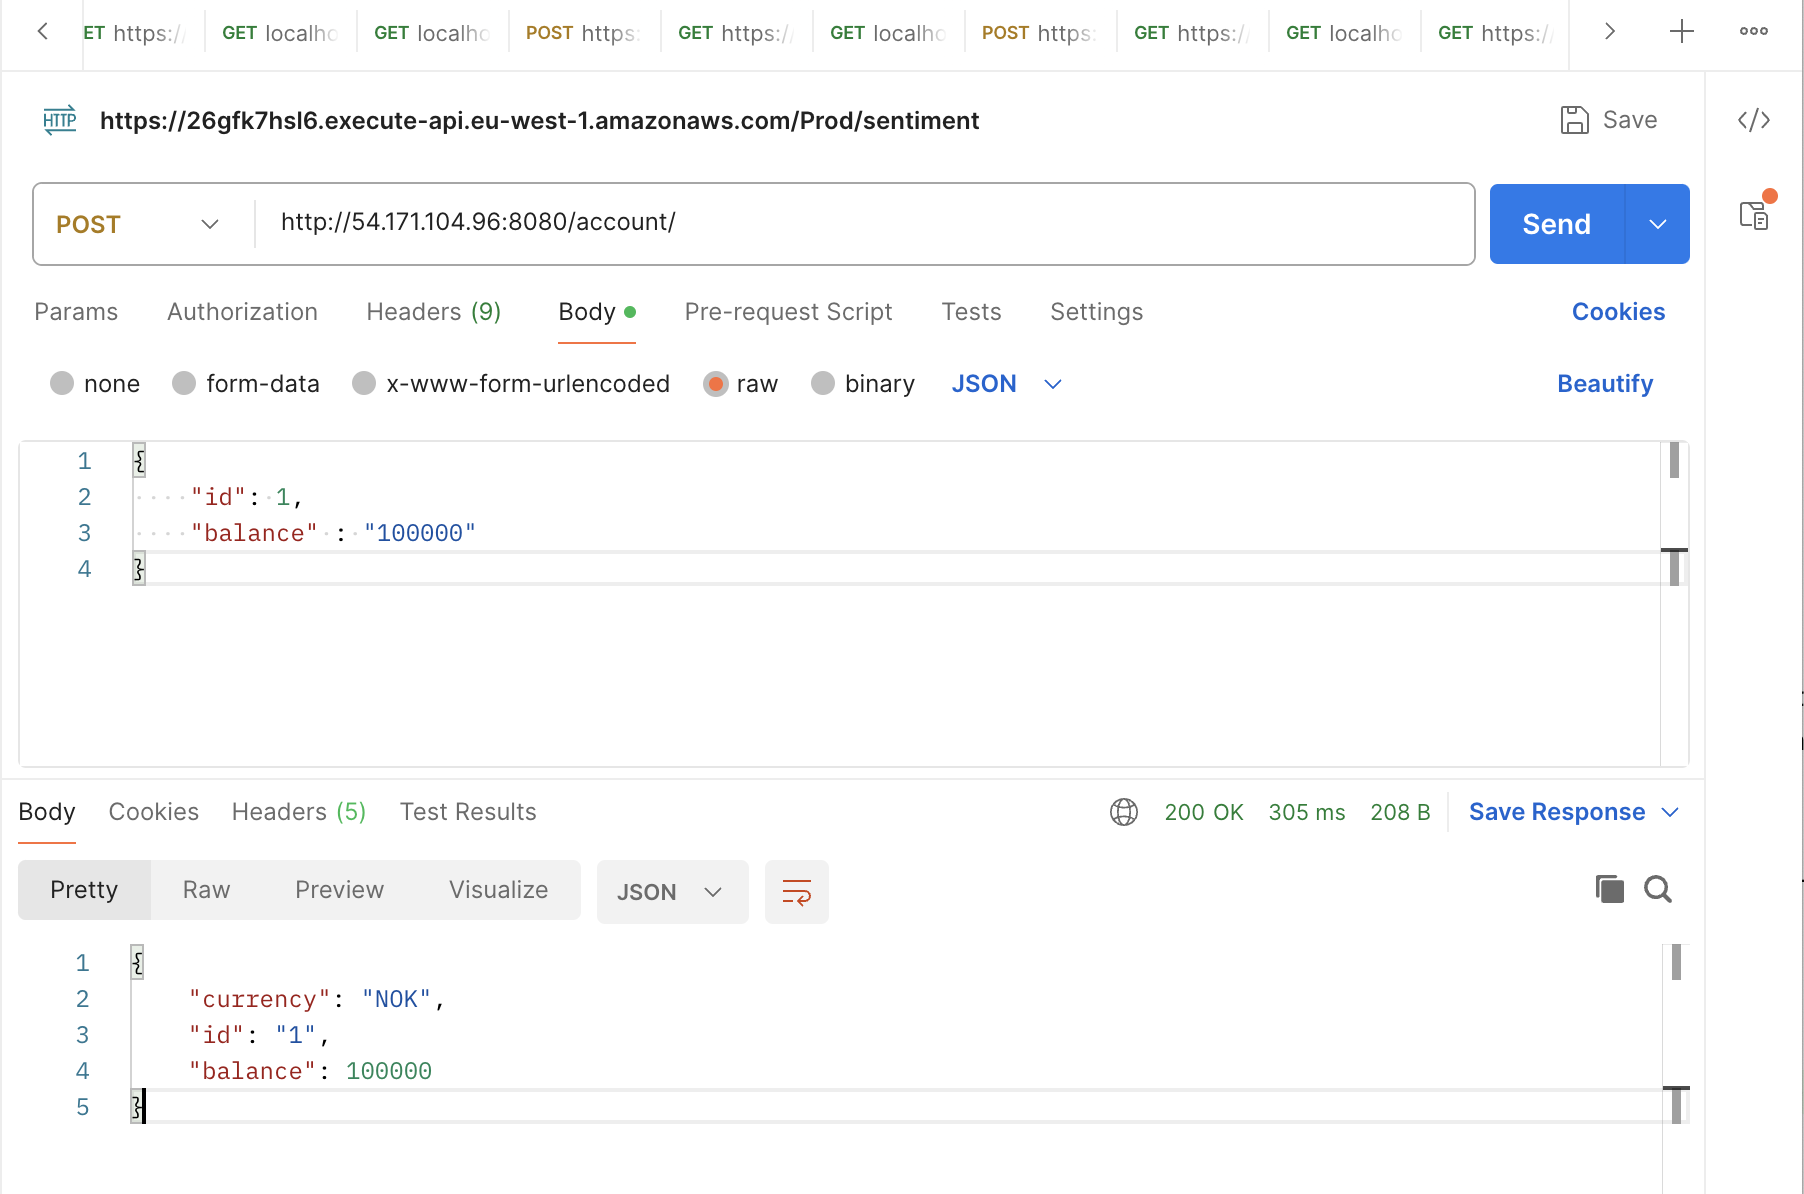 ET https:// GET localho GET localho POST https: GET https:// GET localho POST https: GET https:// GET localho GET https://
HTTP https://26gfk7hsl6.execute-api.eu-west-1.amazonaws.com/Prod/sentiment Save </>
POST http://54.171.104.96:8080/account/ Send
Params Authorization Headers (9) Body Pre-request Script Tests Settings Cookies
none form-data x-www-form-urlencoded raw binary JSON Beautify
1 {
2 "id": 1,
3 "balance" : "100000"
4 }
Body Cookies Headers (5) Test Results 200 OK 305 ms 208 B Save Response
Pretty Raw Preview Visualize JSON
1 {
2 "currency": "NOK",
3 "id": "1",
4 "balance": 100000
5 }